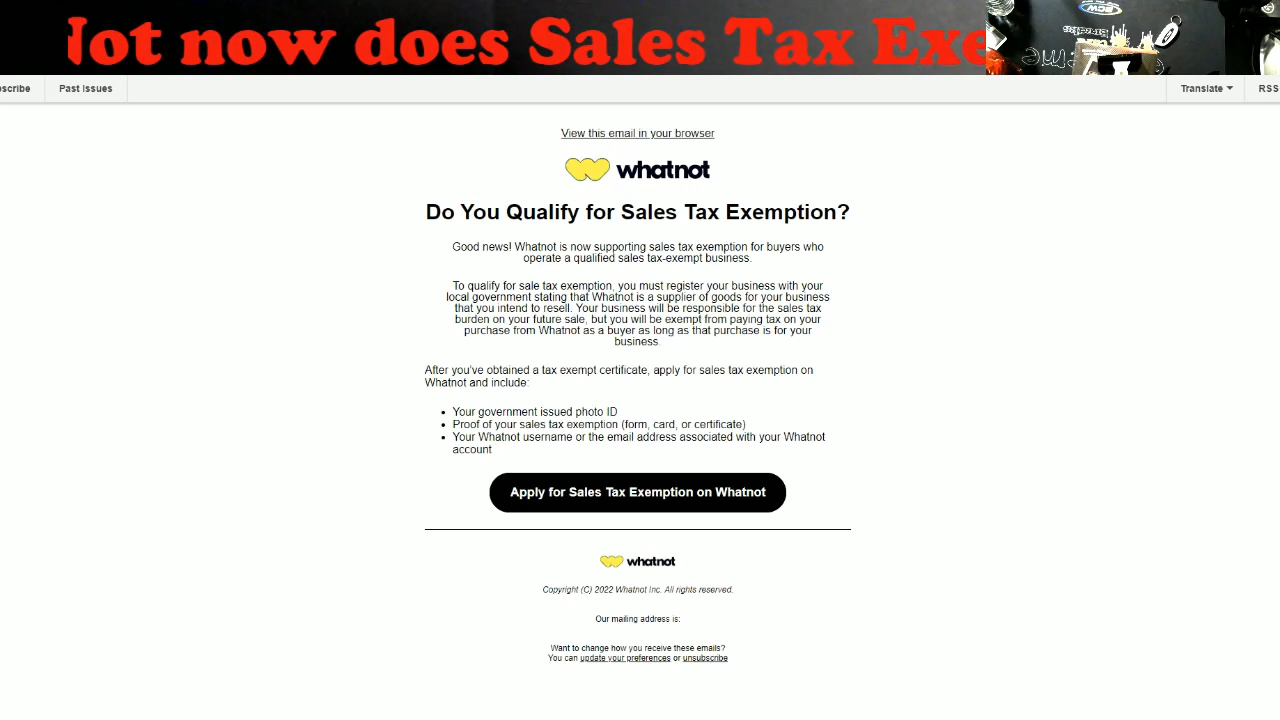 Not now does Sales Tax Exe
scribe
Past Issues
Translate
RSS
View this email in your browser
whatnot
Do You Qualify for Sales Tax Exemption?
Good news! Whatnot is now supporting sales tax exemption for buyers who
operate a qualified sales tax-exempt business.
To qualify for sale tax exemption, you must register your business with your
local government stating that Whatnot is a supplier of goods for your business
that you intend to resell. Your business will be responsible for the sales tax
burden on your future sale, but you will be exempt from paying tax on your
purchase from Whatnot as a buyer as long as that purchase is for your
business.
After you've obtained a tax exempt certificate, apply for sales tax exemption on
Whatnot and include:
Your government issued photo ID
Proof of your sales tax exemption (form, card, or certificate)
Your Whatnot username or the email address associated with your Whatnot
account
Apply for Sales Tax Exemption on Whatnot
whatnot
Copyright (C) 2022 Whatnot Inc. All rights reserved.
Our mailing address is:
Want to change how you receive these emails?
You can update your preferences or unsubscribe